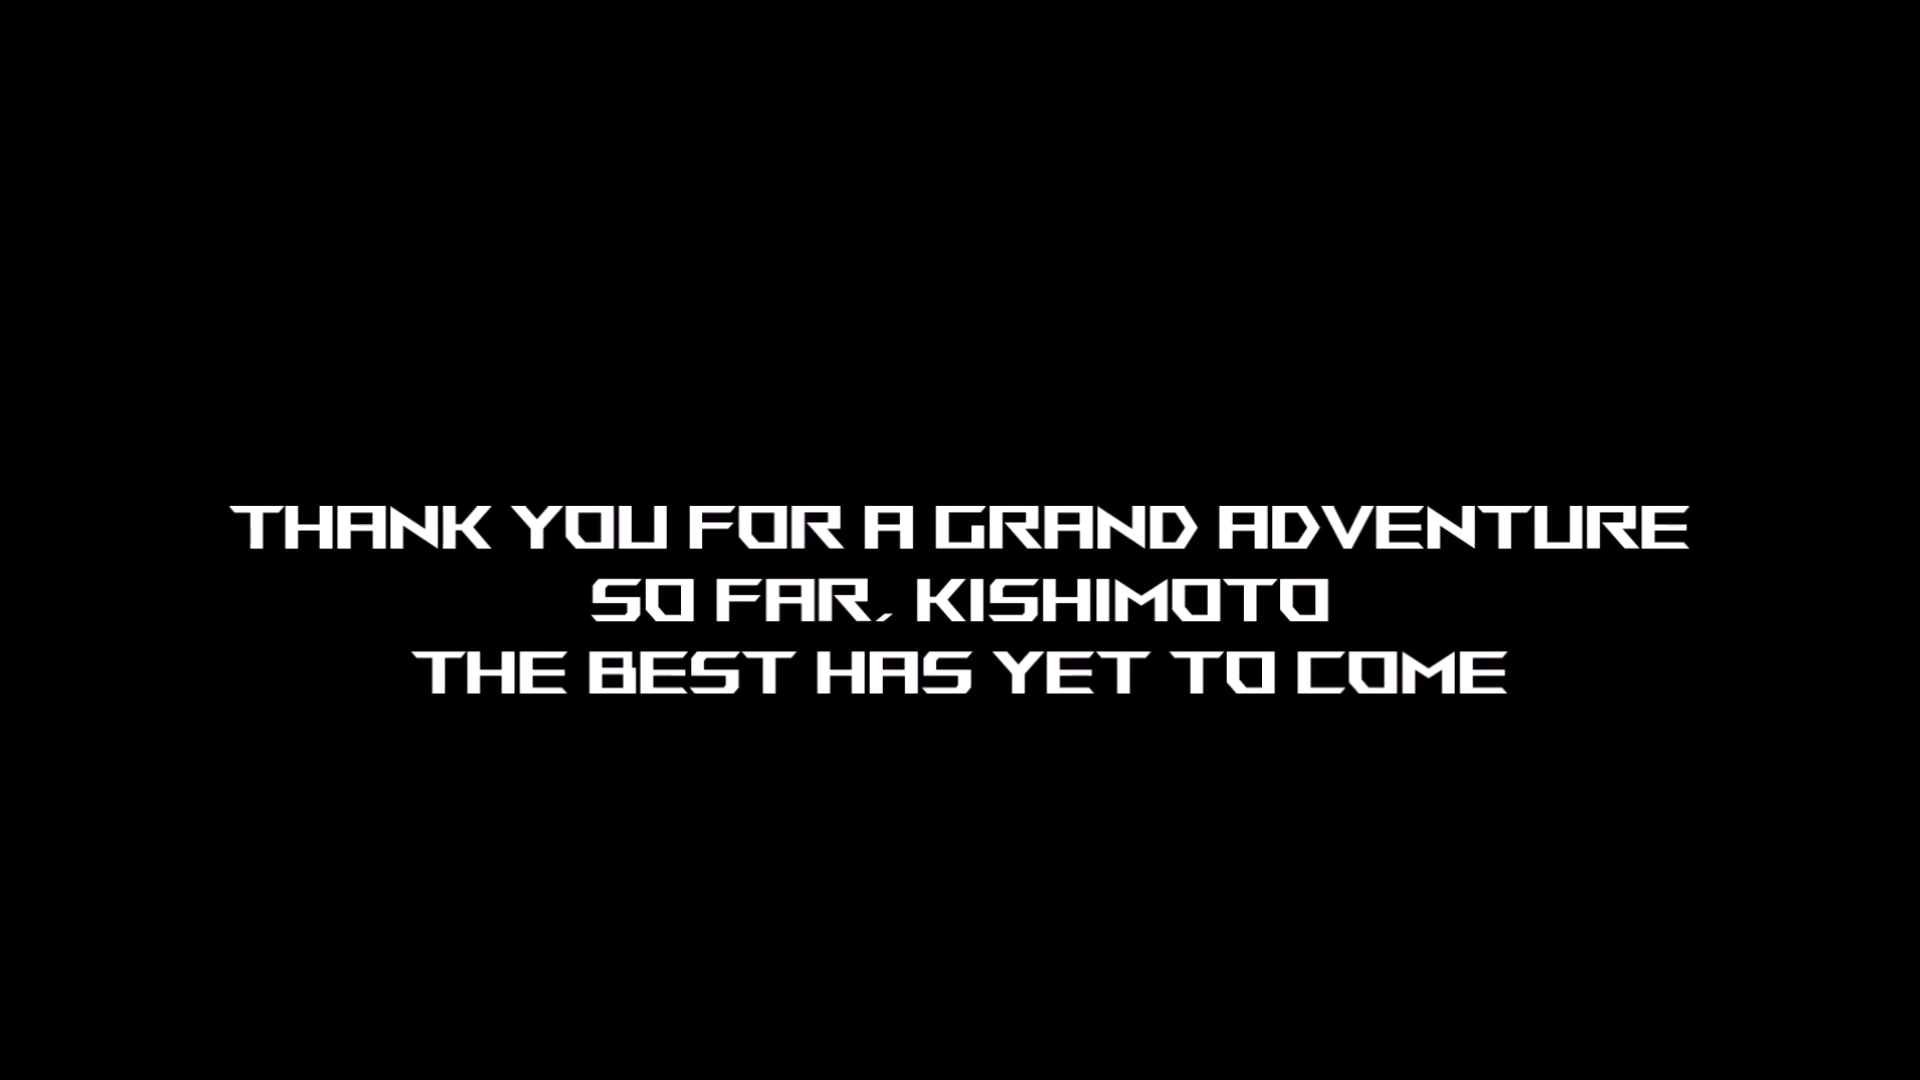 THANK YOU FOR A GRAND ADVENTURE
SO FAR, KISHIMOTO
THE BEST HAS YET TO COME